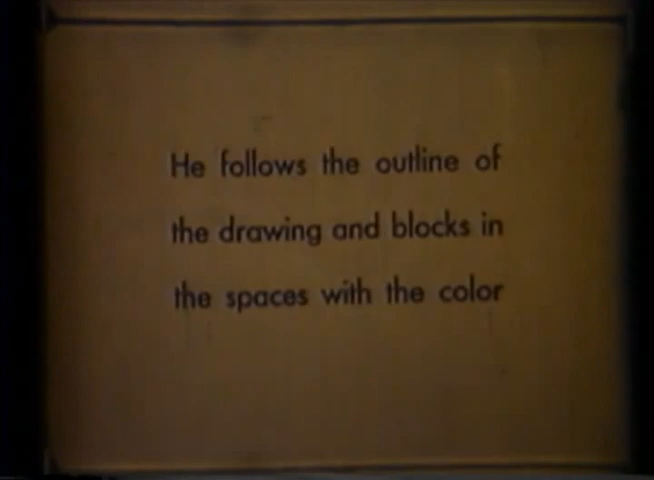 He follows the outline of
the drawing and blocks in
the spaces with the color